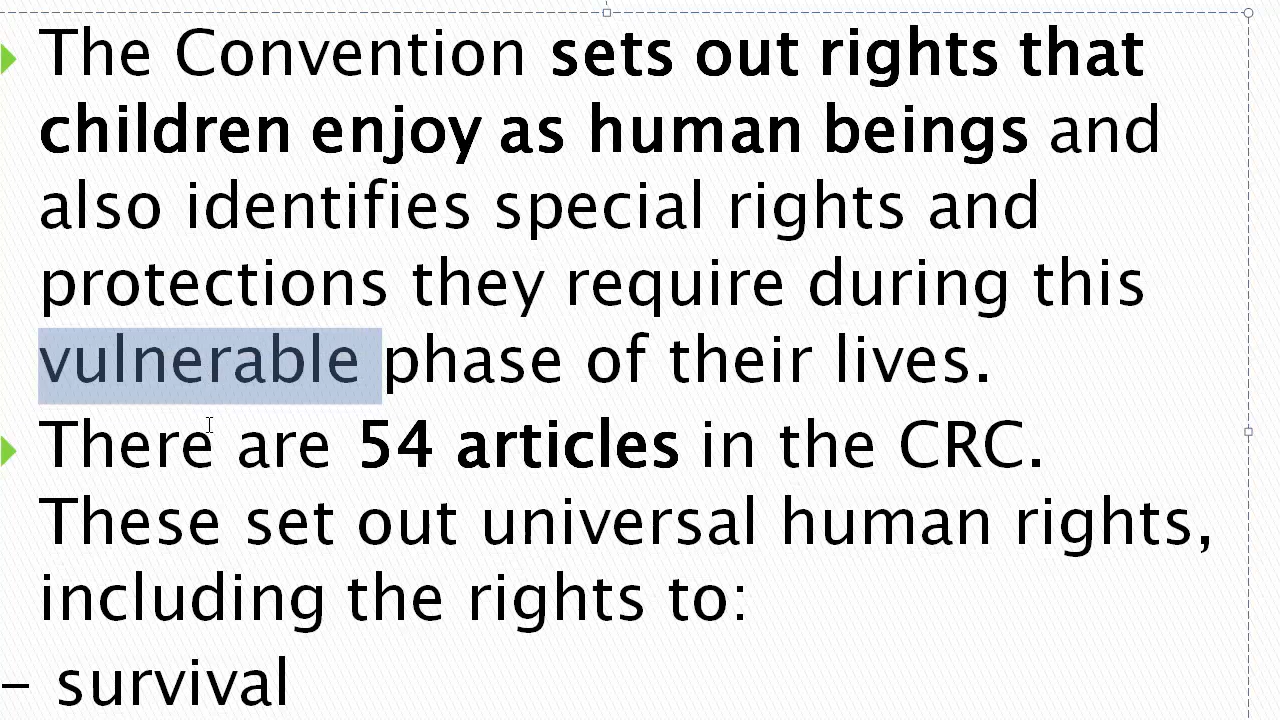 The Convention sets out rights that
children enjoy as human beings and
also identifies special rights and
protections they require during this
vulnerable phase of their lives.
There are 54 articles in the CRC.
These set out universal human rights,
including the rights to:
– survival